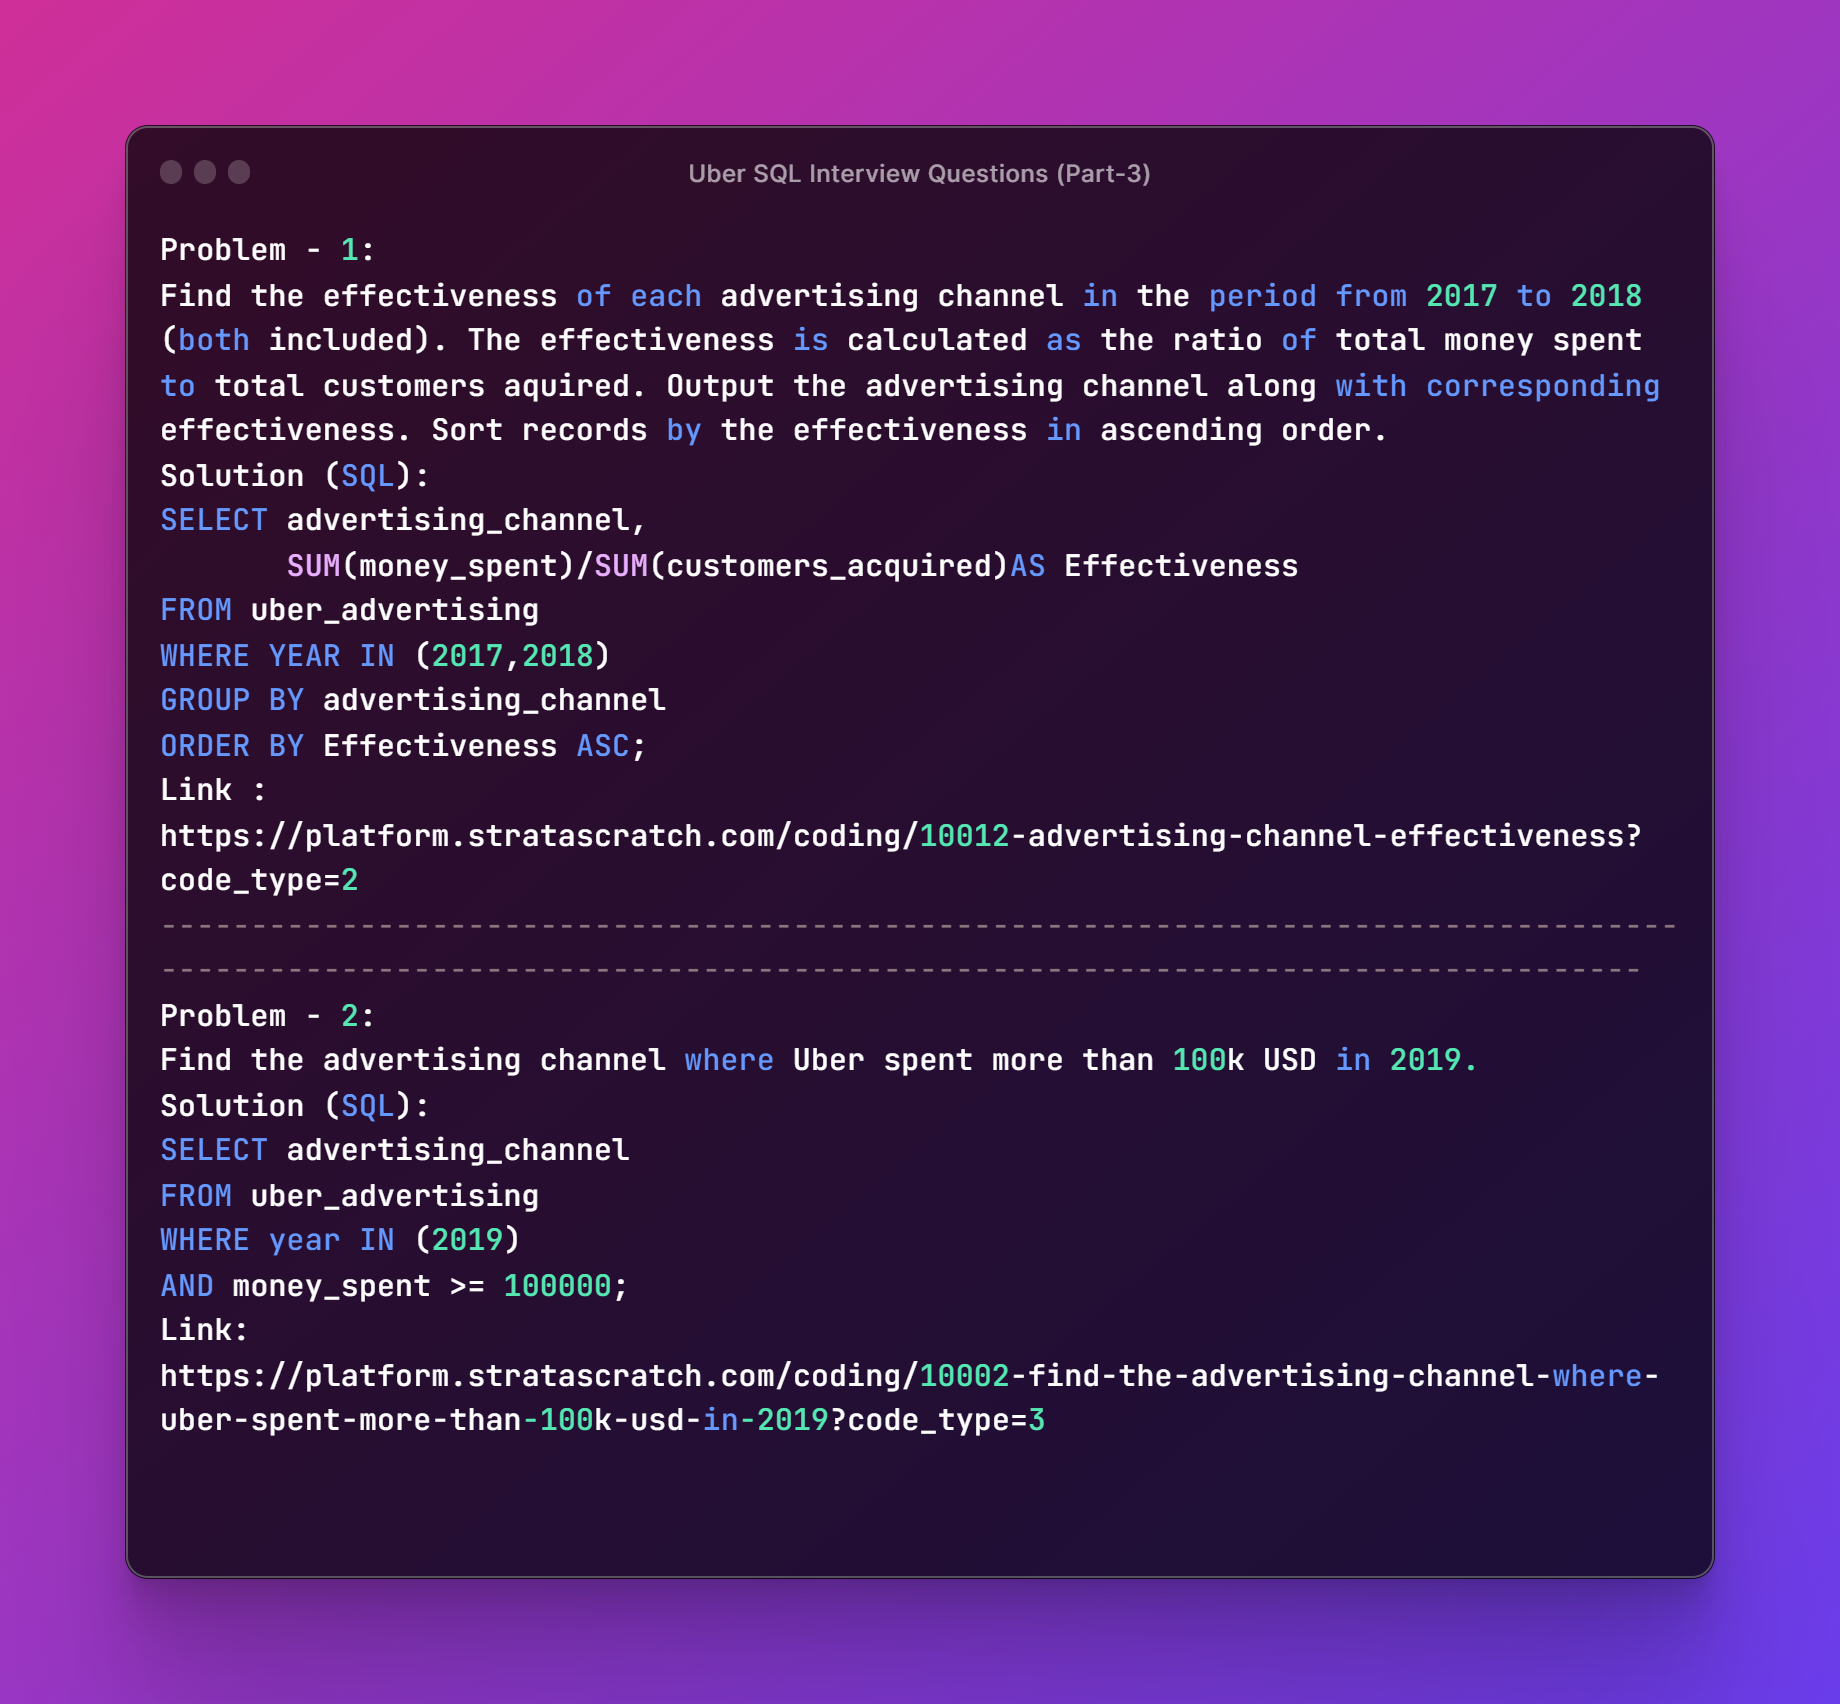 Uber SQL Interview Questions (Part-3)
Problem - 1:
Find the effectiveness of each advertising channel in the period from 2017 to 2018
(both included). The effectiveness is calculated as the ratio of total money spent
to total customers aquired. Output the advertising channel along with corresponding
effectiveness. Sort records by the effectiveness in ascending order.
Solution (SQL):
SELECT advertising_channel,
       SUM(money_spent)/SUM(customers_acquired)AS Effectiveness
FROM uber_advertising
WHERE YEAR IN (2017,2018)
GROUP BY advertising_channel
ORDER BY Effectiveness ASC;
Link :
https://platform.stratascratch.com/coding/10012-advertising-channel-effectiveness?
code_type=2
------------------------------------------------------------------------------------
----------------------------------------------------------------------------------
Problem - 2:
Find the advertising channel where Uber spent more than 100k USD in 2019.
Solution (SQL):
SELECT advertising_channel
FROM uber_advertising
WHERE year IN (2019)
AND money_spent >= 100000;
Link:
https://platform.stratascratch.com/coding/10002-find-the-advertising-channel-where-
uber-spent-more-than-100k-usd-in-2019?code_type=3